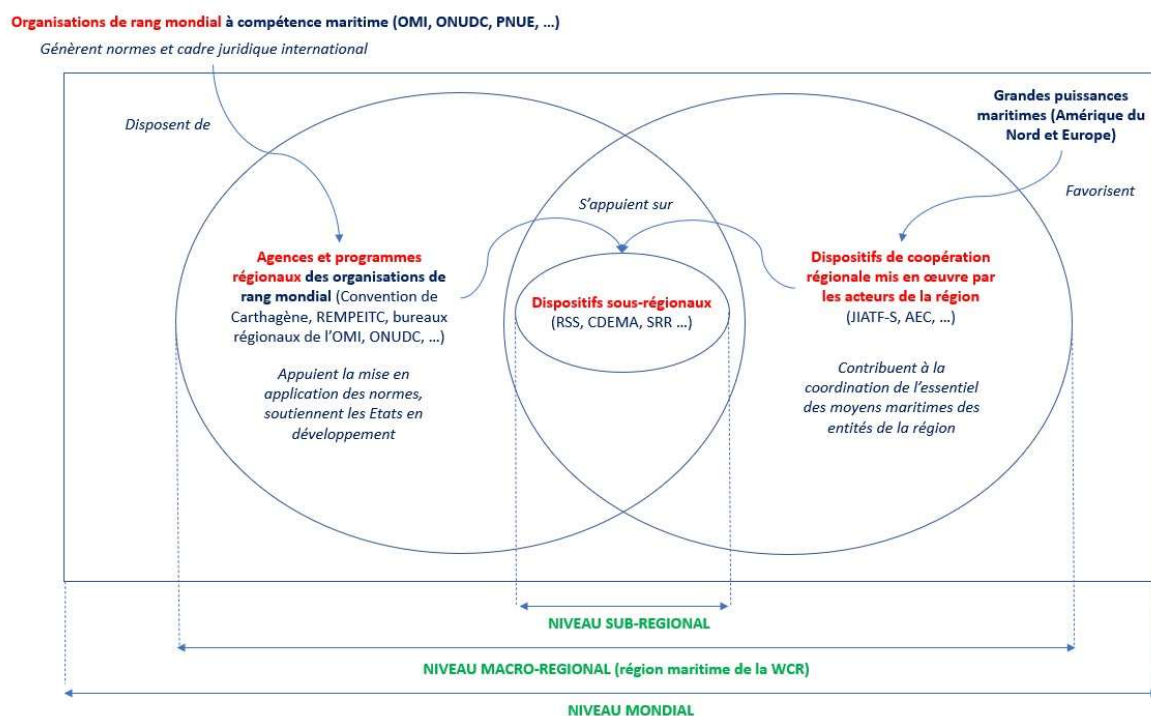 Organisations de rang mondial à compétence maritime (OMI, ONUDC, PNUE, …)
Génèrent normes et cadre juridique international
Disposent de
Grandes puissances
maritimes (Amérique du
Nord et Europe)
Favorisent
S’appuient sur
Agences et programmes
régionaux des organisations de
rang mondial (Convention de
Carthagène, REMPEITC, bureaux
régionaux de l’OMI, ONUDC, …)
Appuient la mise en
application des normes,
soutiennent les Etats en
développement
Dispositifs sous-régionaux
(RSS, CDEMA, SRR …)
Dispositifs de coopération
régionale mis en œuvre par
les acteurs de la région
(JIATF-S, AEC, …)
Contribuent à la
coordination de l’essentiel
des moyens maritimes des
entités de la région
NIVEAU SUB-REGIONAL
NIVEAU MACRO-REGIONAL (région maritime de la WCR)
NIVEAU MONDIAL